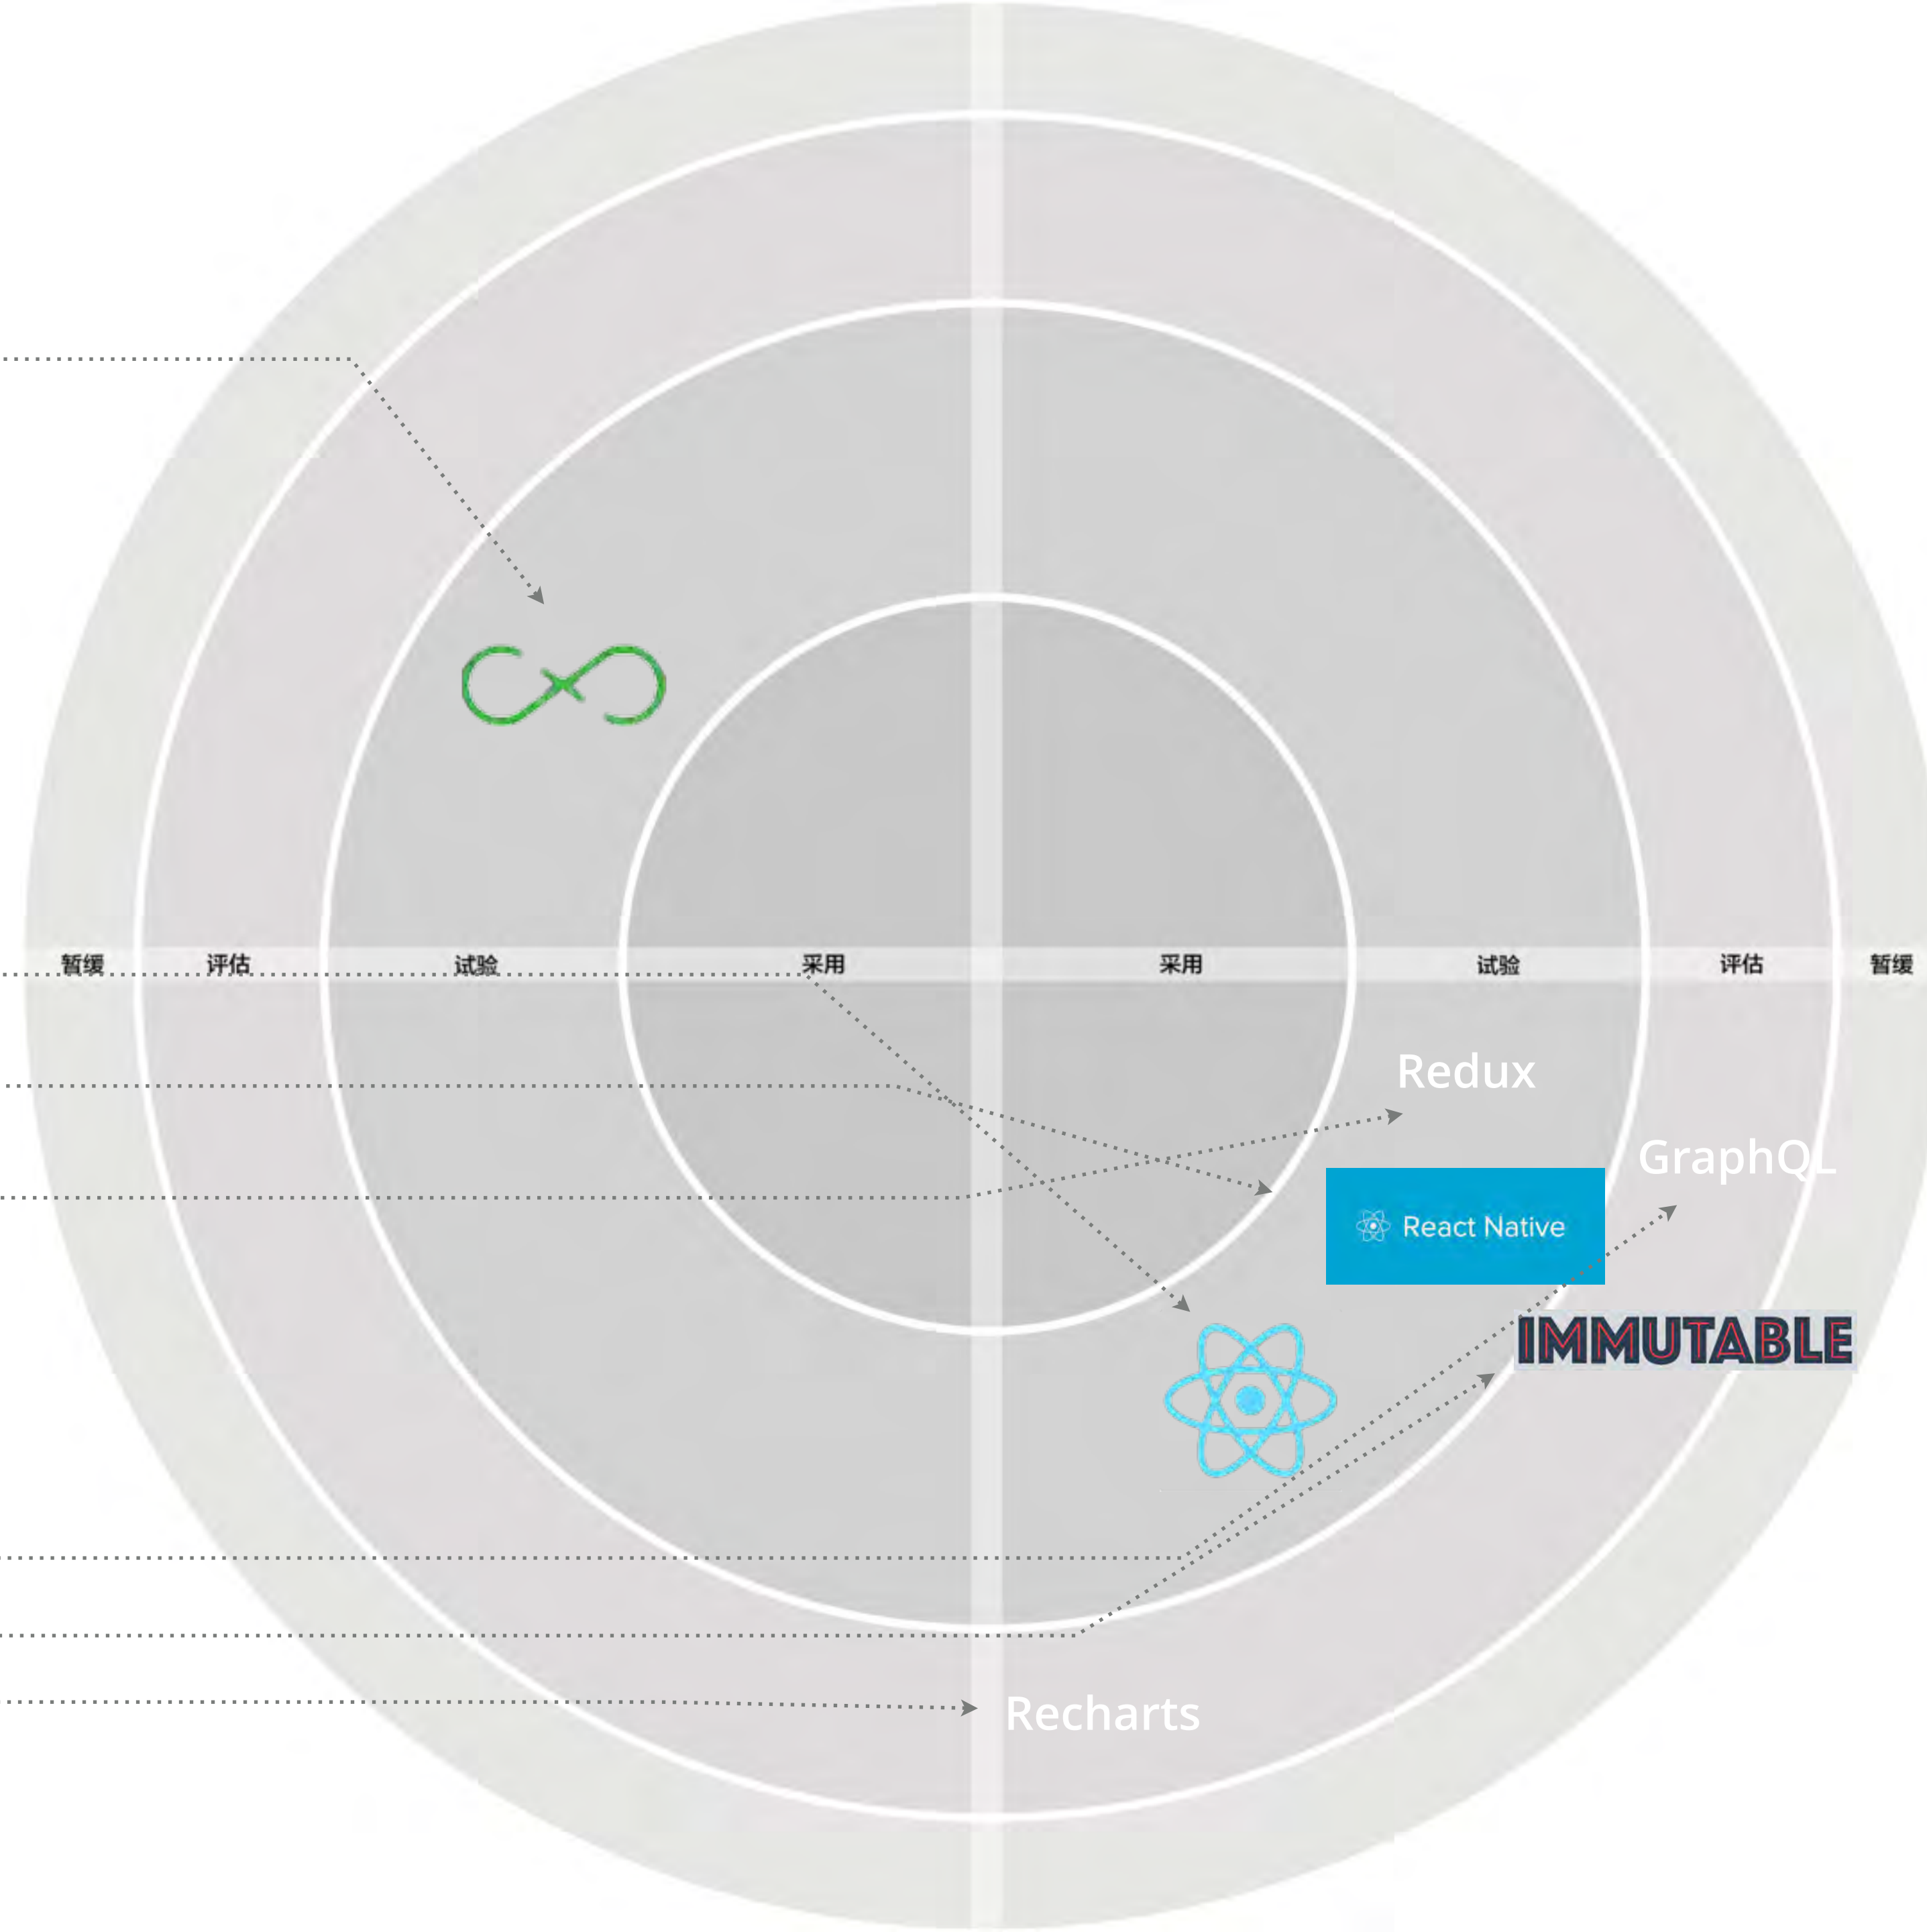 暂缓 评估 试验 采用 采用 试验 评估 暂缓
Redux
GraphQL
React Native
IMMUTABLE
Recharts